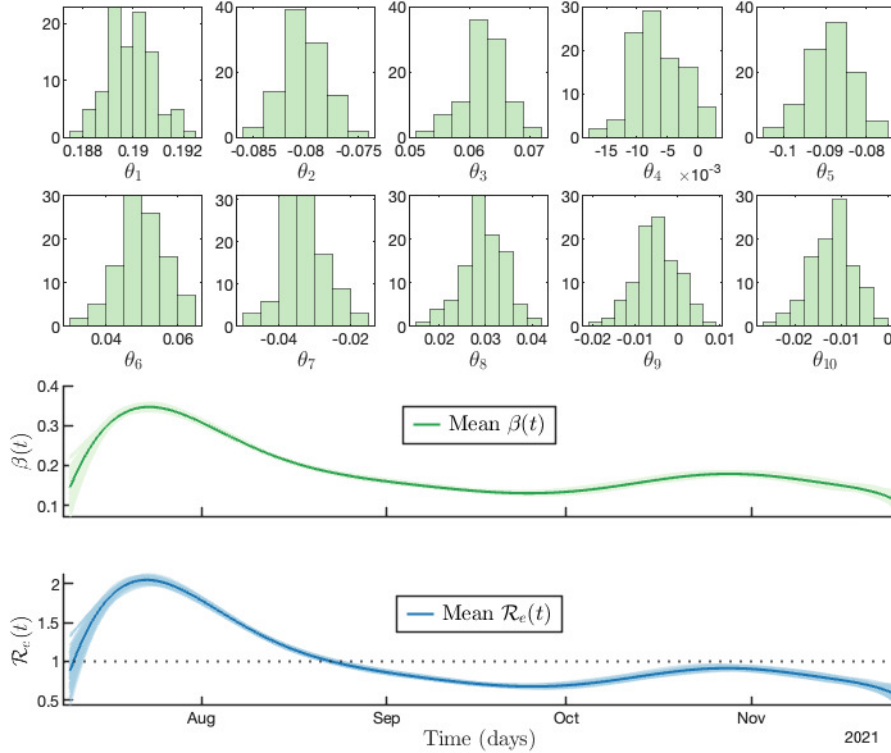 20
10
0
0.188 0.19 0.192
θ1
40
20
0
-0.085 -0.08 -0.075
θ2
40
20
0
0.05 0.06 0.07
θ3
30
20
10
0
-15 -10 -5 0
×10-3
θ4
40
20
0
-0.1 -0.09 -0.08
θ5
30
20
10
0
0.04 0.06
θ6
30
20
10
0
-0.04 -0.02
θ7
30
20
10
0
0.02 0.03 0.04
θ8
30
20
10
0
-0.02 -0.01 0 0.01
θ9
30
20
10
0
-0.02 -0.01 0
θ10
0.4
0.3
0.2
0.1
β(t)
Mean β(t)
Aug Sep Oct Nov
2
1.5
1
0.5
Re(t)
Mean Re(t)
Aug Sep Oct Nov
Time (days)
2021